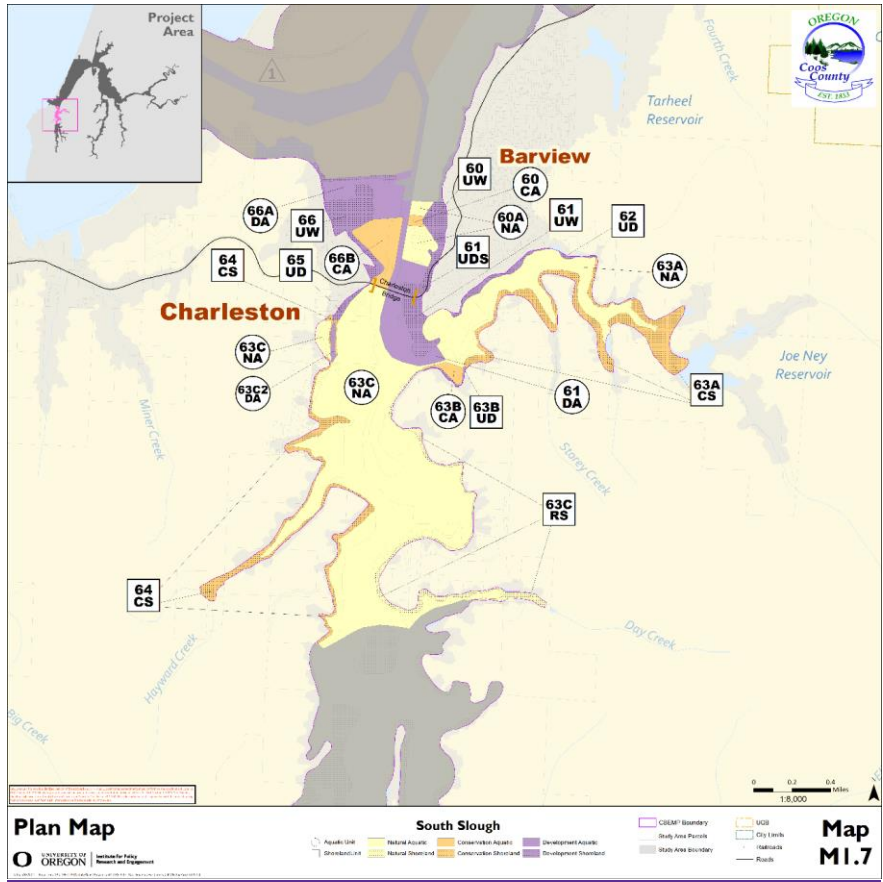 Project
Area
OREGON
Coos
County
EST. 1853
1
Fourth Creek
Tarheel
Reservoir
Barview
60
UW
60
CA
66A
DA
66
UW
60A
NA
61
UW
62
UD
64
CS
65
UD
66B
CA
61
UDS
63A
NA
Charleston
Bridge
Charleston
63C
NA
63C2
DA
63C
NA
63B
CA
63B
UD
61
DA
63A
CS
Joe Ney
Reservoir
Miner Creek
Storey Creek
63C
RS
64
CS
Hayward Creek
Day Creek
Big Creek
0 0.2 0.4
Miles
1:8,000
Plan Map
South Slough
Map
M1.7
Aquatic Unit
Shoreland Unit
Natural Aquatic
Natural Shoreland
Conservation Aquatic
Conservation Shoreland
Development Aquatic
Development Shoreland
CBEMP Boundary
Study Area Parcels
Study Area Boundary
UGB
City Lands
Railroads
Roads
O UNIVERSITY OF OREGON
Institute for Policy
Research and Engagement